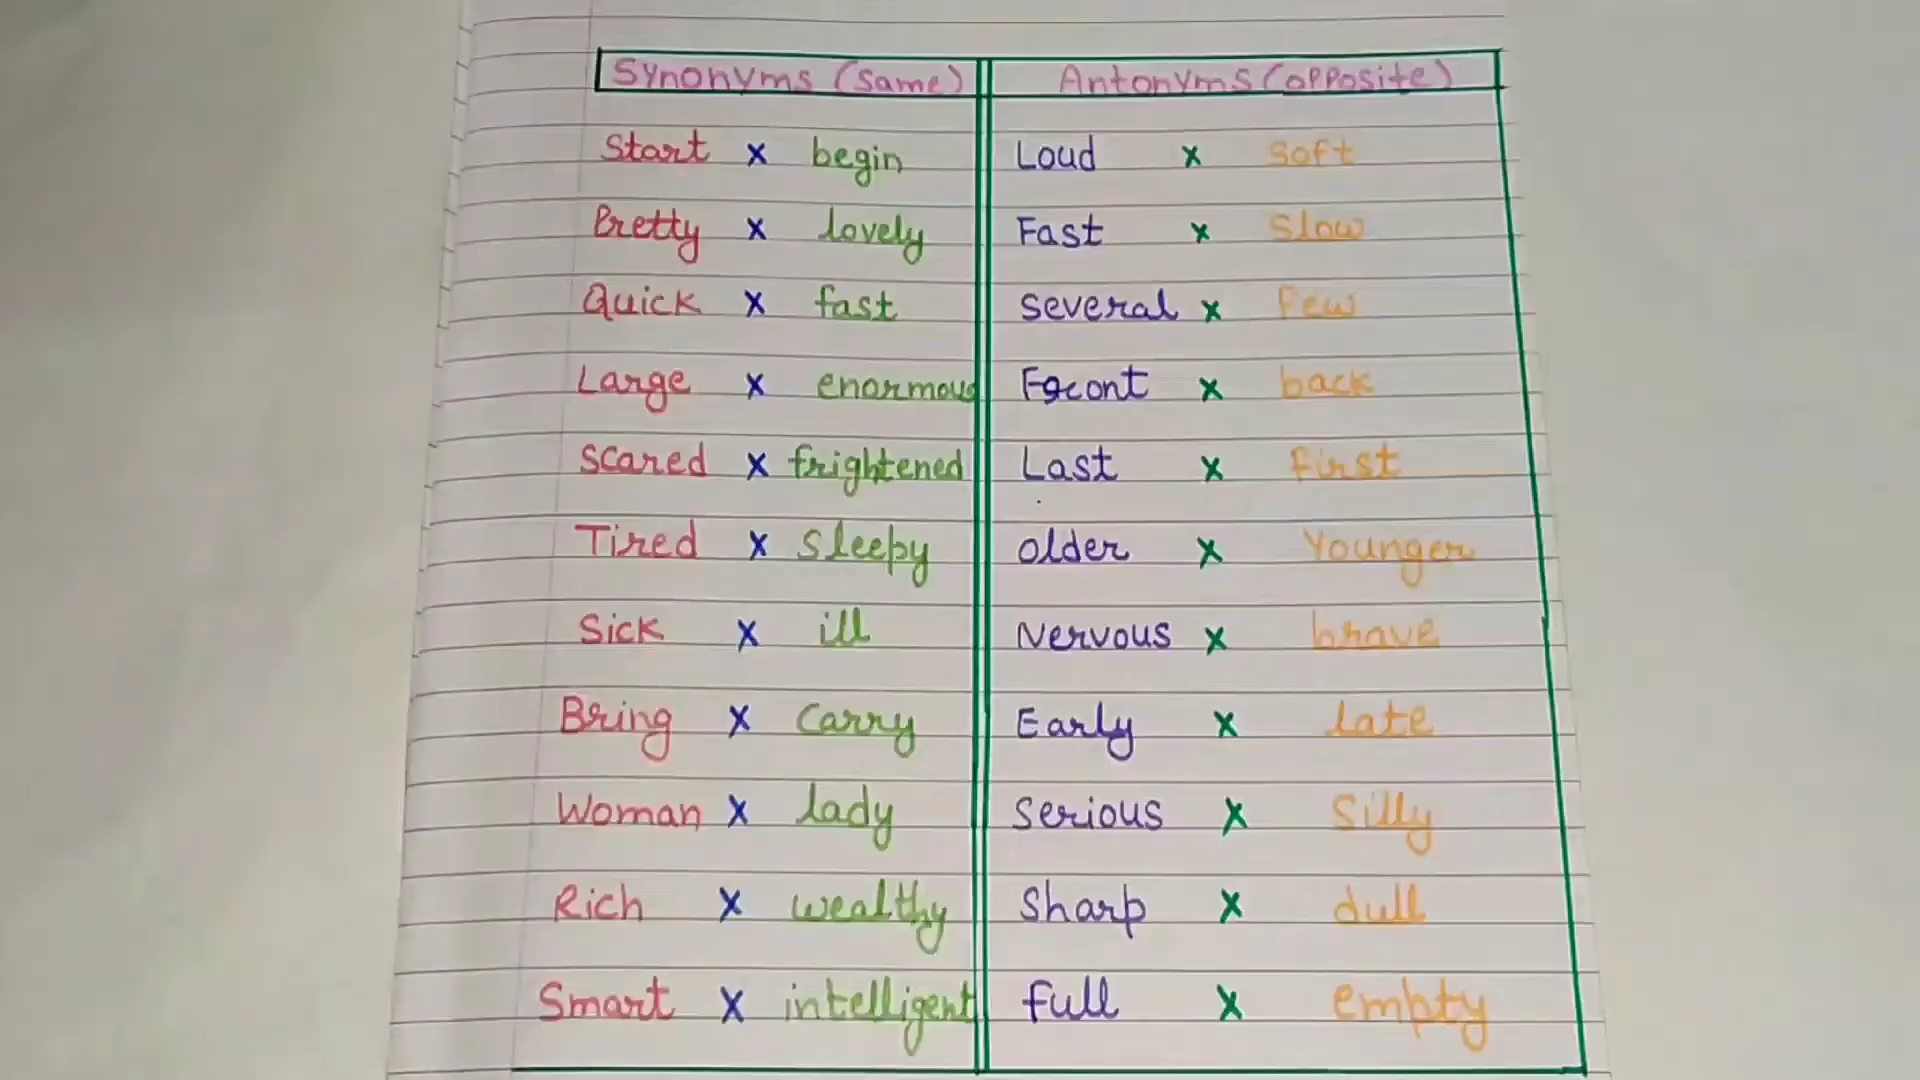 Synonyms (same) Antonyms (opposite)
Start x begin Loud x Soft
Pretty x lovely Fast x Slow
Quick x fast Several x Few
Large x enormous x back
Scared x frightened Last x First
Tired x sleepy Older x Younger
Sick x ill Nervous x brave
Bring x Carry Early x late
Woman x lady Serious x Silly
Rich x wealthy Sharp x dull
Smart x intelligent Full x empty